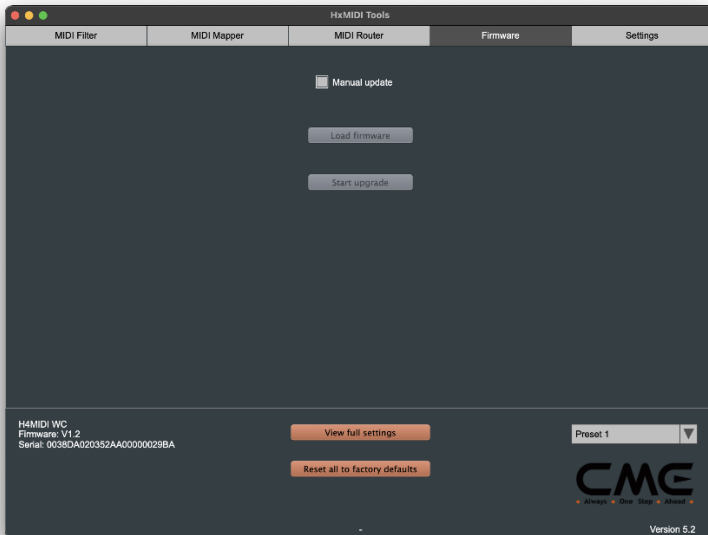 HxMIDI Tools
MIDI Filter MIDI Mapper MIDI Router Firmware Settings
Manual update
Load firmware
Start upgrade
H4MIDI WC
Firmware: V1.2
Serial: 0038DA020352AA00000029BA
View full settings
Preset 1
Reset all to factory defaults
CME
Always One Step Ahead
-
Version 5.2